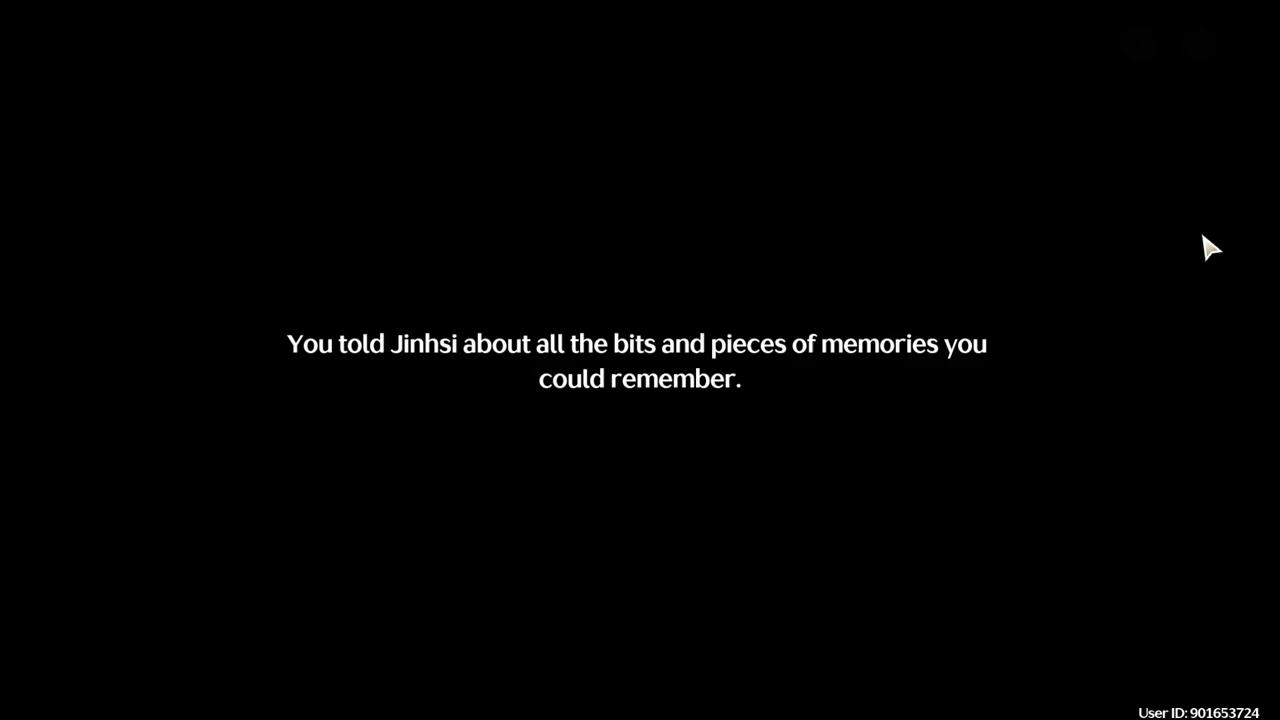 You told Jinhsi about all the bits and pieces of memories you
could remember.
User ID: 901653724